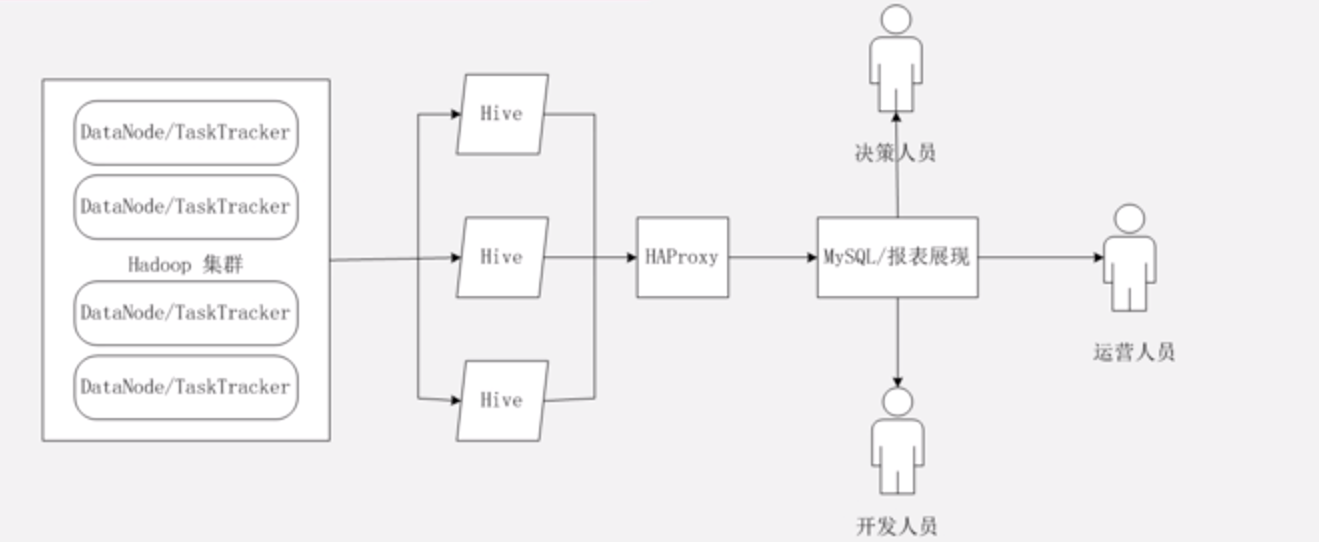 DataNode/TaskTracker
DataNode/TaskTracker
Hadoop 集群
DataNode/TaskTracker
DataNode/TaskTracker
Hive
Hive
Hive
HAProxy
MySQL/报表展现
决策人员
运营人员
开发人员